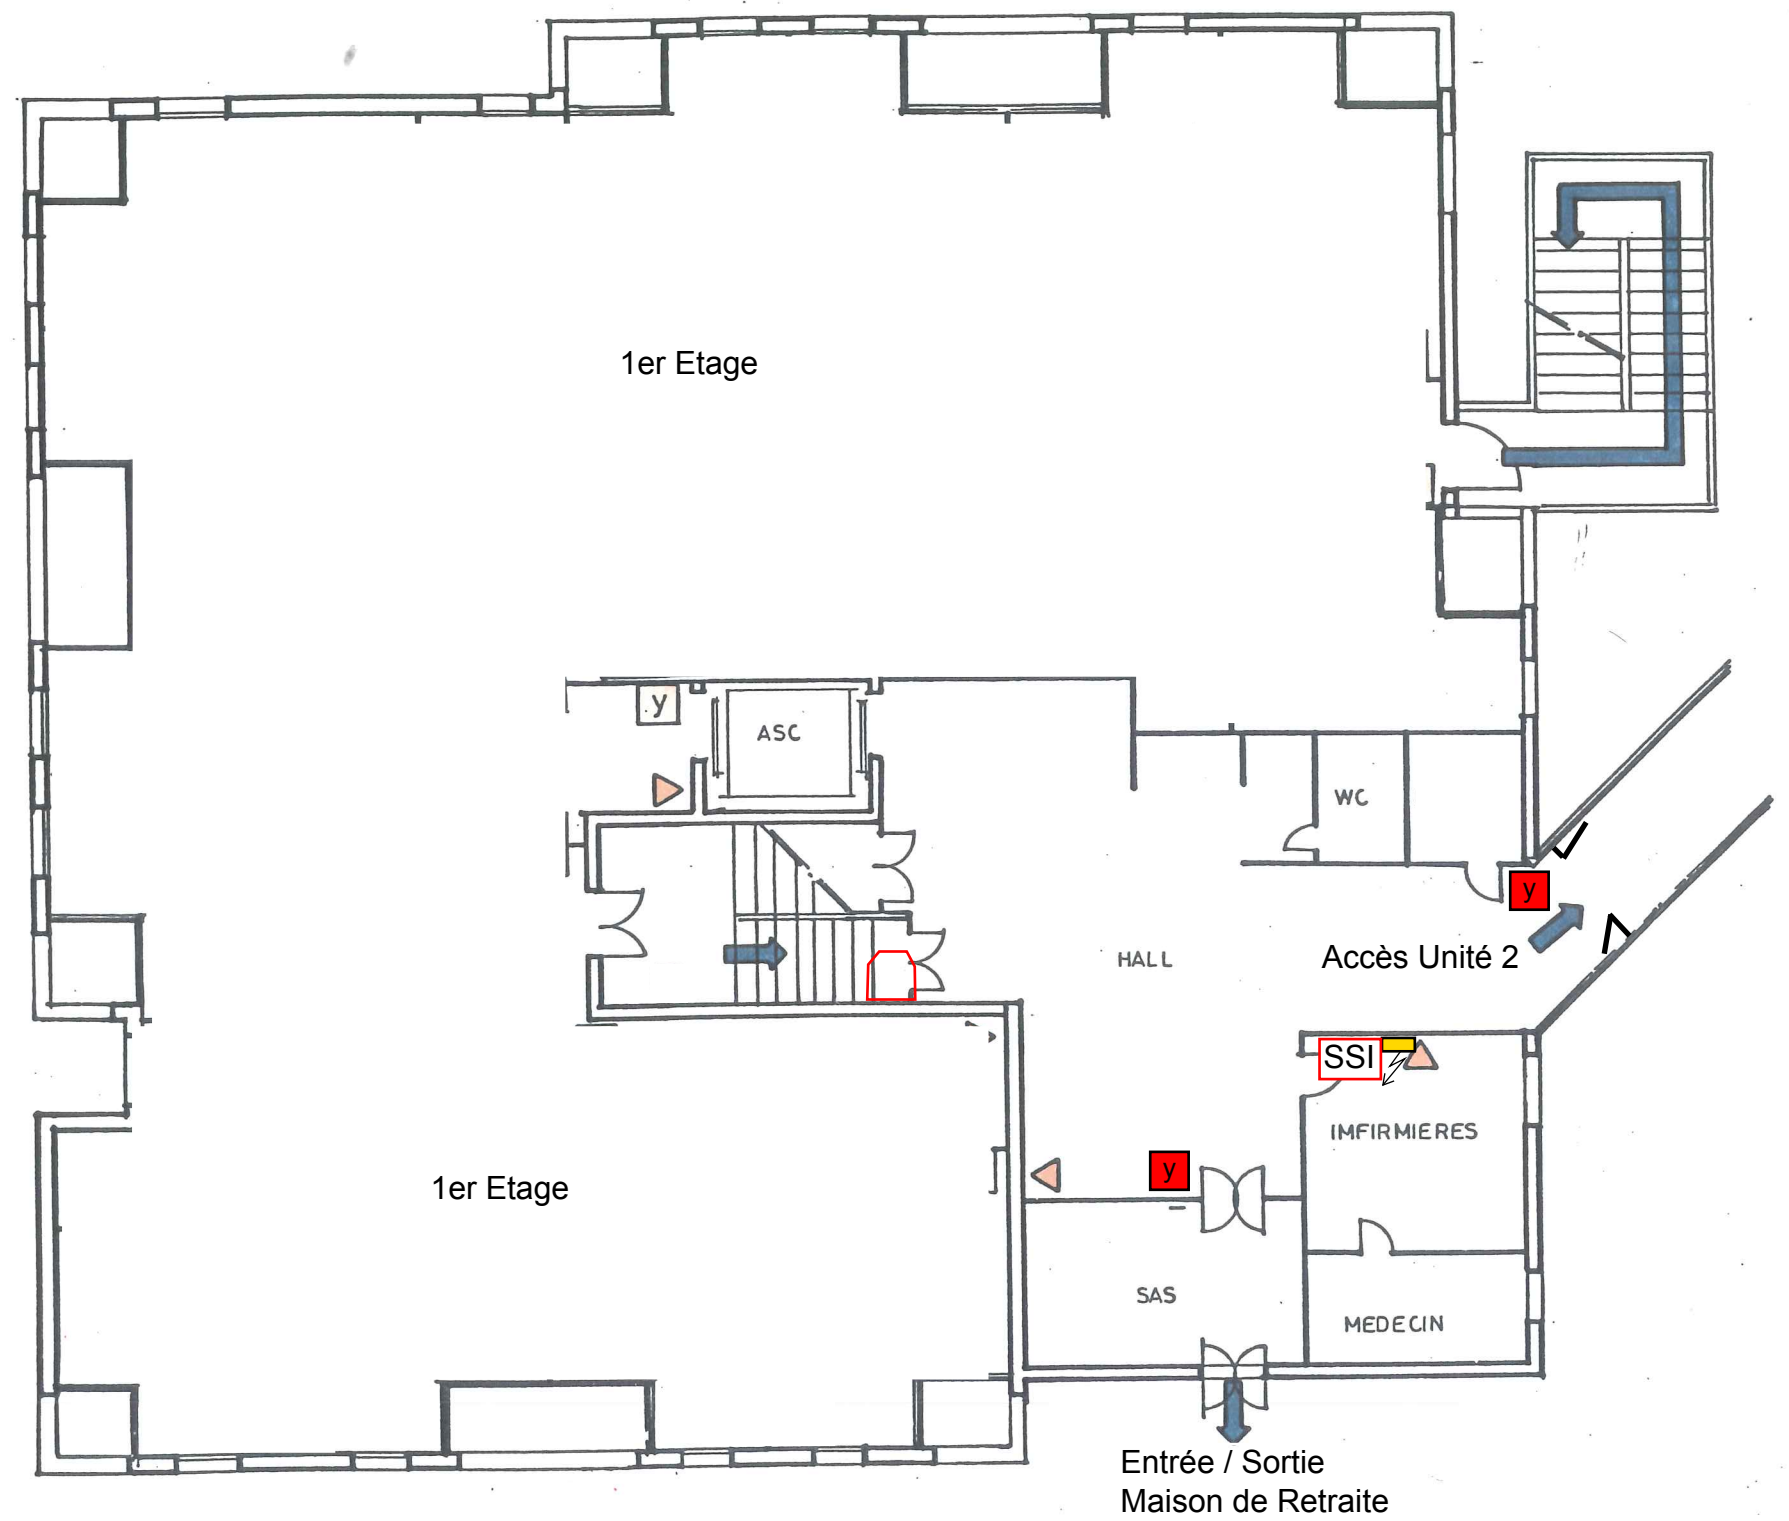 1er Etage
y
ASC
WC
y
HALL
Accès Unité 2
SSI
IMFIRMIERES
y
1er Etage
SAS
MEDECIN
Entrée / Sortie
Maison de Retraite